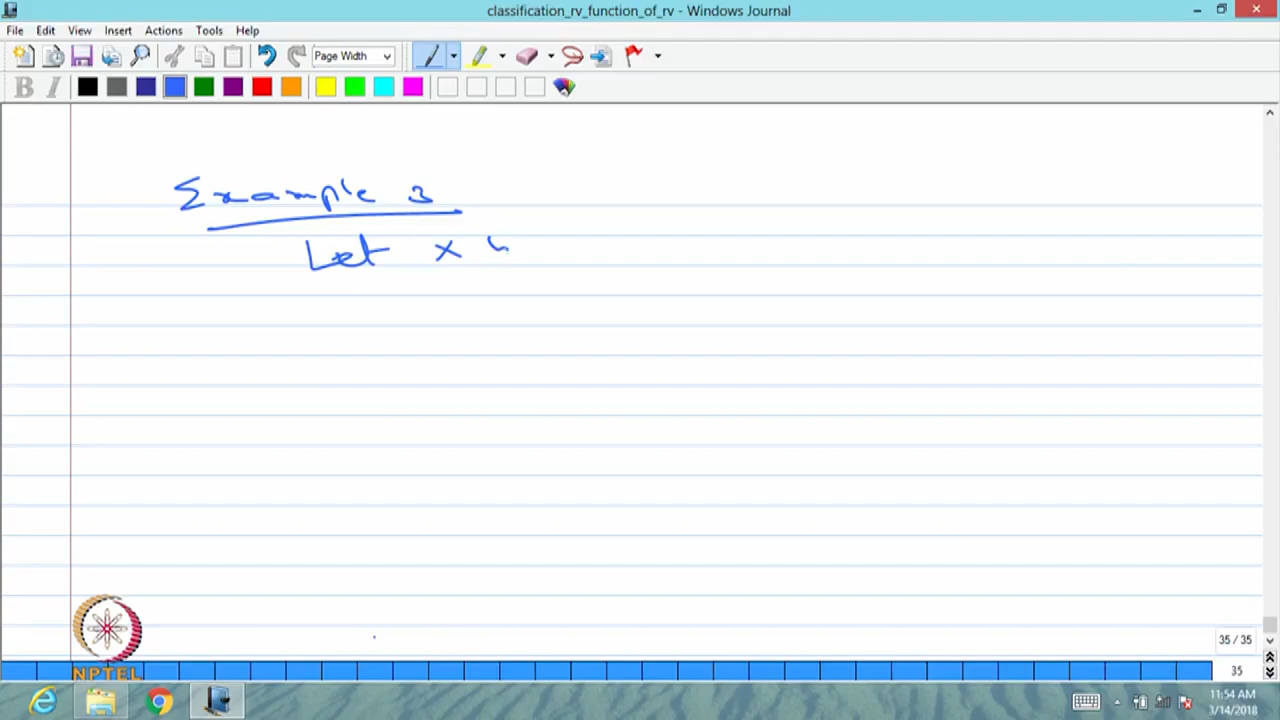 classification_rv_function_of_rv - Windows Journal
File Edit View Insert Actions Tools Help
Page Width
B I
Example 3
Let X
35 / 35
NPTEL
35
11:54 AM
3/14/2018